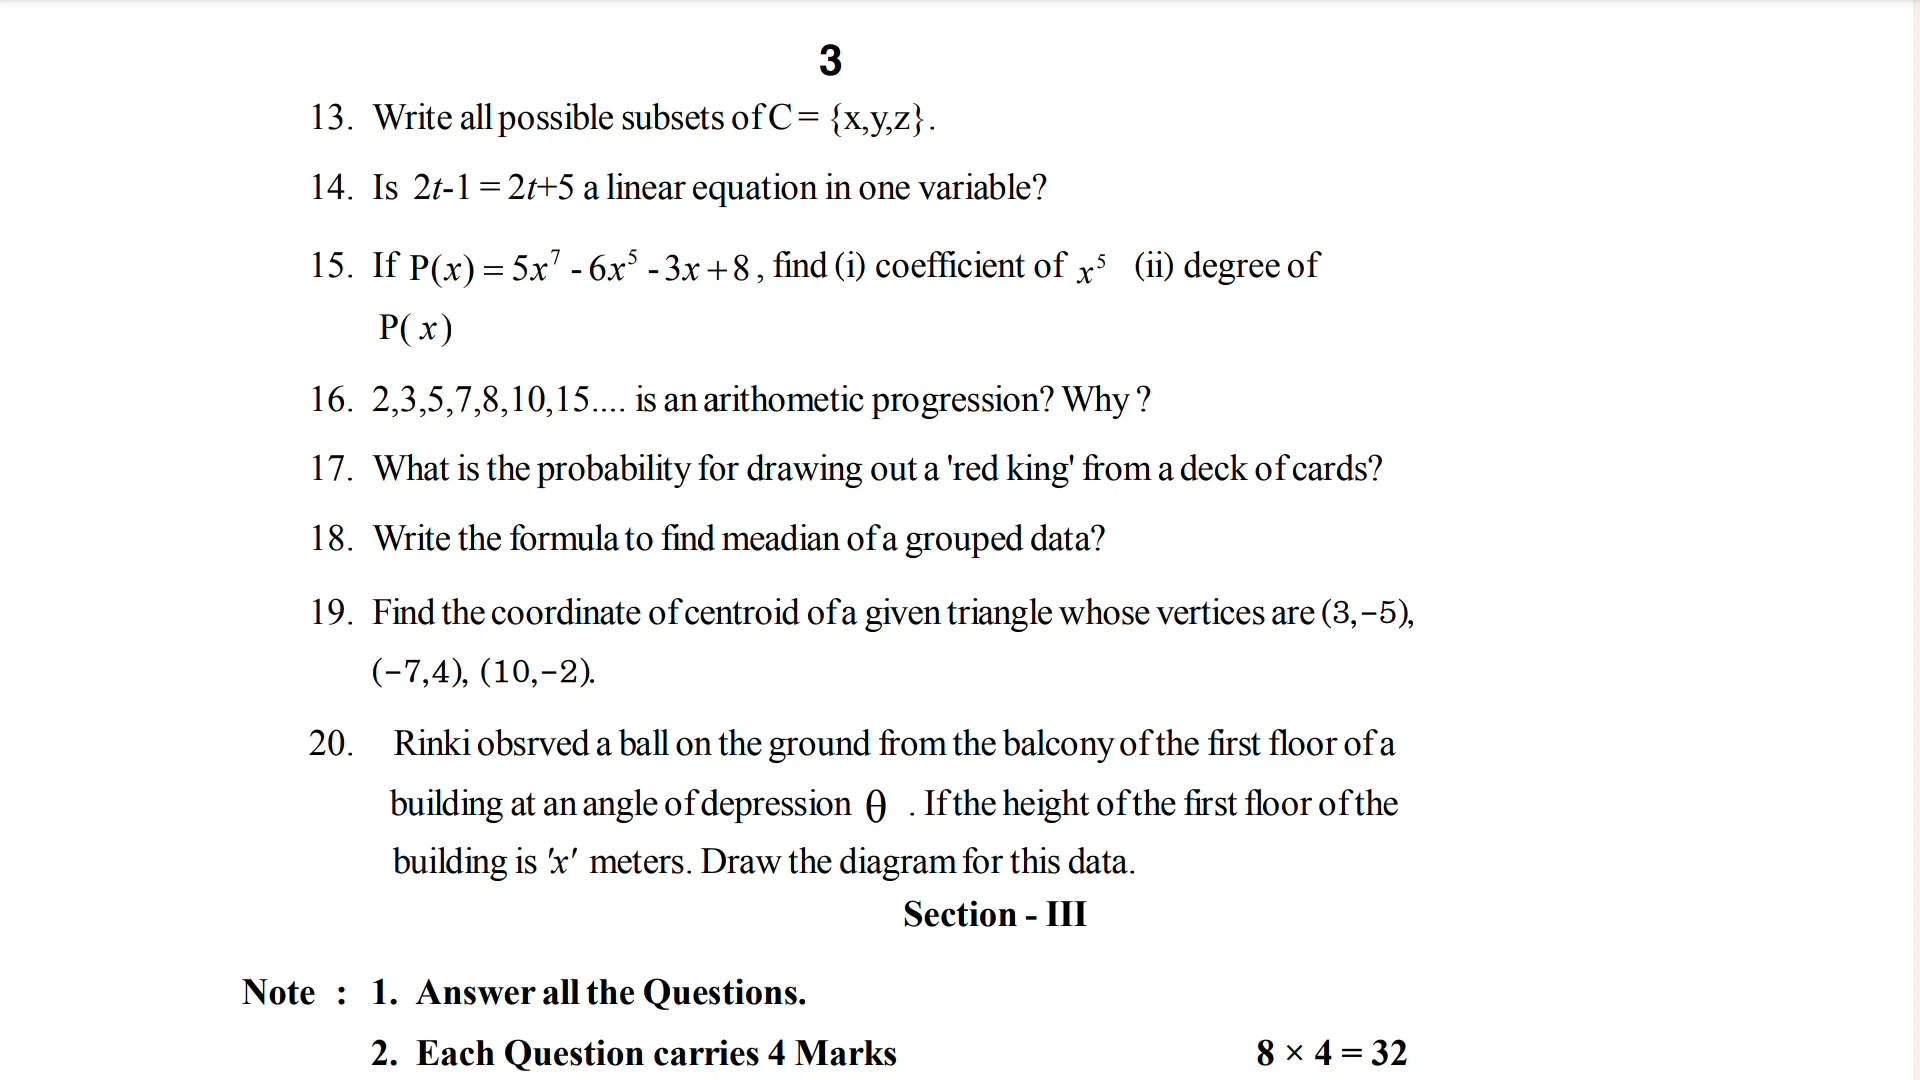 3
13. Write all possible subsets of C = {x,y,z}.
14. Is 2t-1 = 2t+5 a linear equation in one variable?
15. If P(x) = 5x⁷ - 6x⁵ - 3x + 8, find (i) coefficient of x⁵ (ii) degree of
P( x)
16. 2,3,5,7,8,10,15.... is an arithometic progression? Why ?
17. What is the probability for drawing out a 'red king' from a deck of cards?
18. Write the formula to find meadian of a grouped data?
19. Find the coordinate of centroid of a given triangle whose vertices are (3,−5),
(−7,4), (10,−2).
20. Rinki obsrved a ball on the ground from the balcony of the first floor of a
building at an angle of depression θ . If the height of the first floor of the
building is 'x' meters. Draw the diagram for this data.
Section - III
Note : 1. Answer all the Questions.
2. Each Question carries 4 Marks 8 × 4 = 32